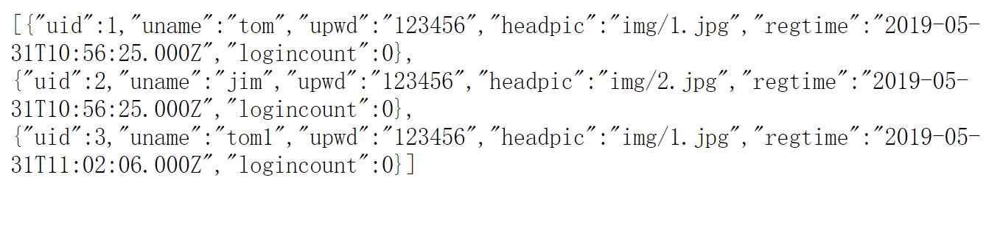 [{"uid":1,"uname":"tom","upwd":"123456","headpic":"img/1.jpg","regtime":"2019-05-
31T10:56:25.000Z","logincount":0},
{"uid":2,"uname":"jim","upwd":"123456","headpic":"img/2.jpg","regtime":"2019-05-
31T10:56:25.000Z","logincount":0},
{"uid":3,"uname":"tom1","upwd":"123456","headpic":"img/1.jpg","regtime":"2019-05-
31T11:02:06.000Z","logincount":0}]